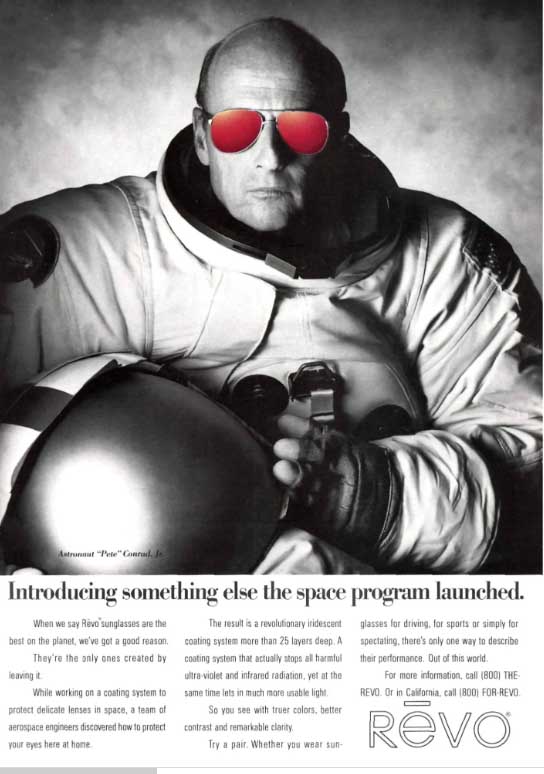 Astronaut "Pete" Conrad, Jr.
Introducing something else the space program launched.
When we say Rēvo® sunglasses are the
best on the planet, we've got a good reason.
They're the only ones created by
leaving it.
While working on a coating system to
protect delicate lenses in space, a team of
aerospace engineers discovered how to protect
your eyes here at home.
The result is a revolutionary iridescent
coating system more than 25 layers deep. A
coating system that actually stops all harmful
ultra-violet and infrared radiation, yet at the
same time lets in much more usable light.
So you see with truer colors, better
contrast and remarkable clarity.
Try a pair. Whether you wear sun-
glasses for driving, for sports or simply for
spectating, there's only one way to describe
their performance. Out of this world.
For more information, call (800) THE-
REVO. Or in California, call (800) FOR-REVO.
RĒVO®